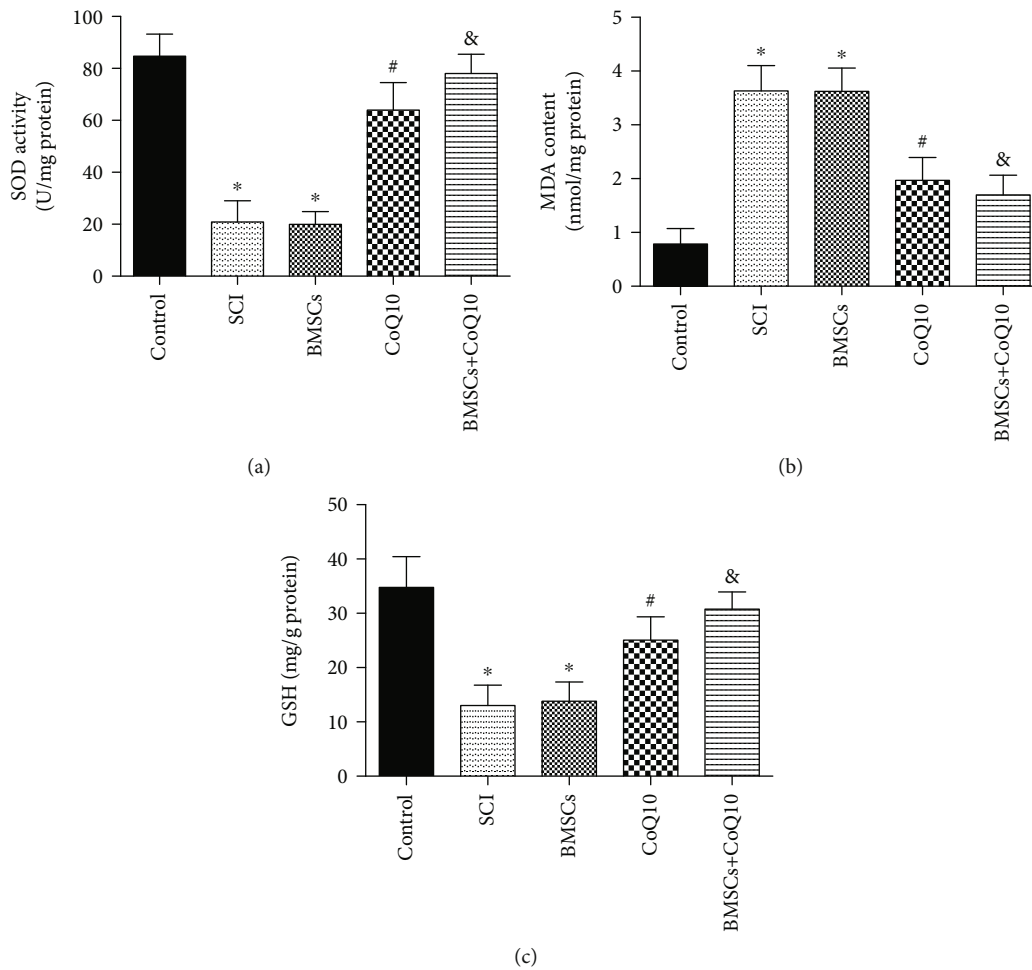 SOD activity
(U/mg protein)
100
80
60
40
20
0
*
*
#
&
Control
SCI
BMSCs
CoQ10
BMSCs+CoQ10
(a)
MDA content
(nmol/mg protein)
5
4
3
2
1
0
*
*
#
&
Control
SCI
BMSCs
CoQ10
BMSCs+CoQ10
(b)
GSH (mg/g protein)
50
40
30
20
10
0
*
*
#
&
Control
SCI
BMSCs
CoQ10
BMSCs+CoQ10
(c)